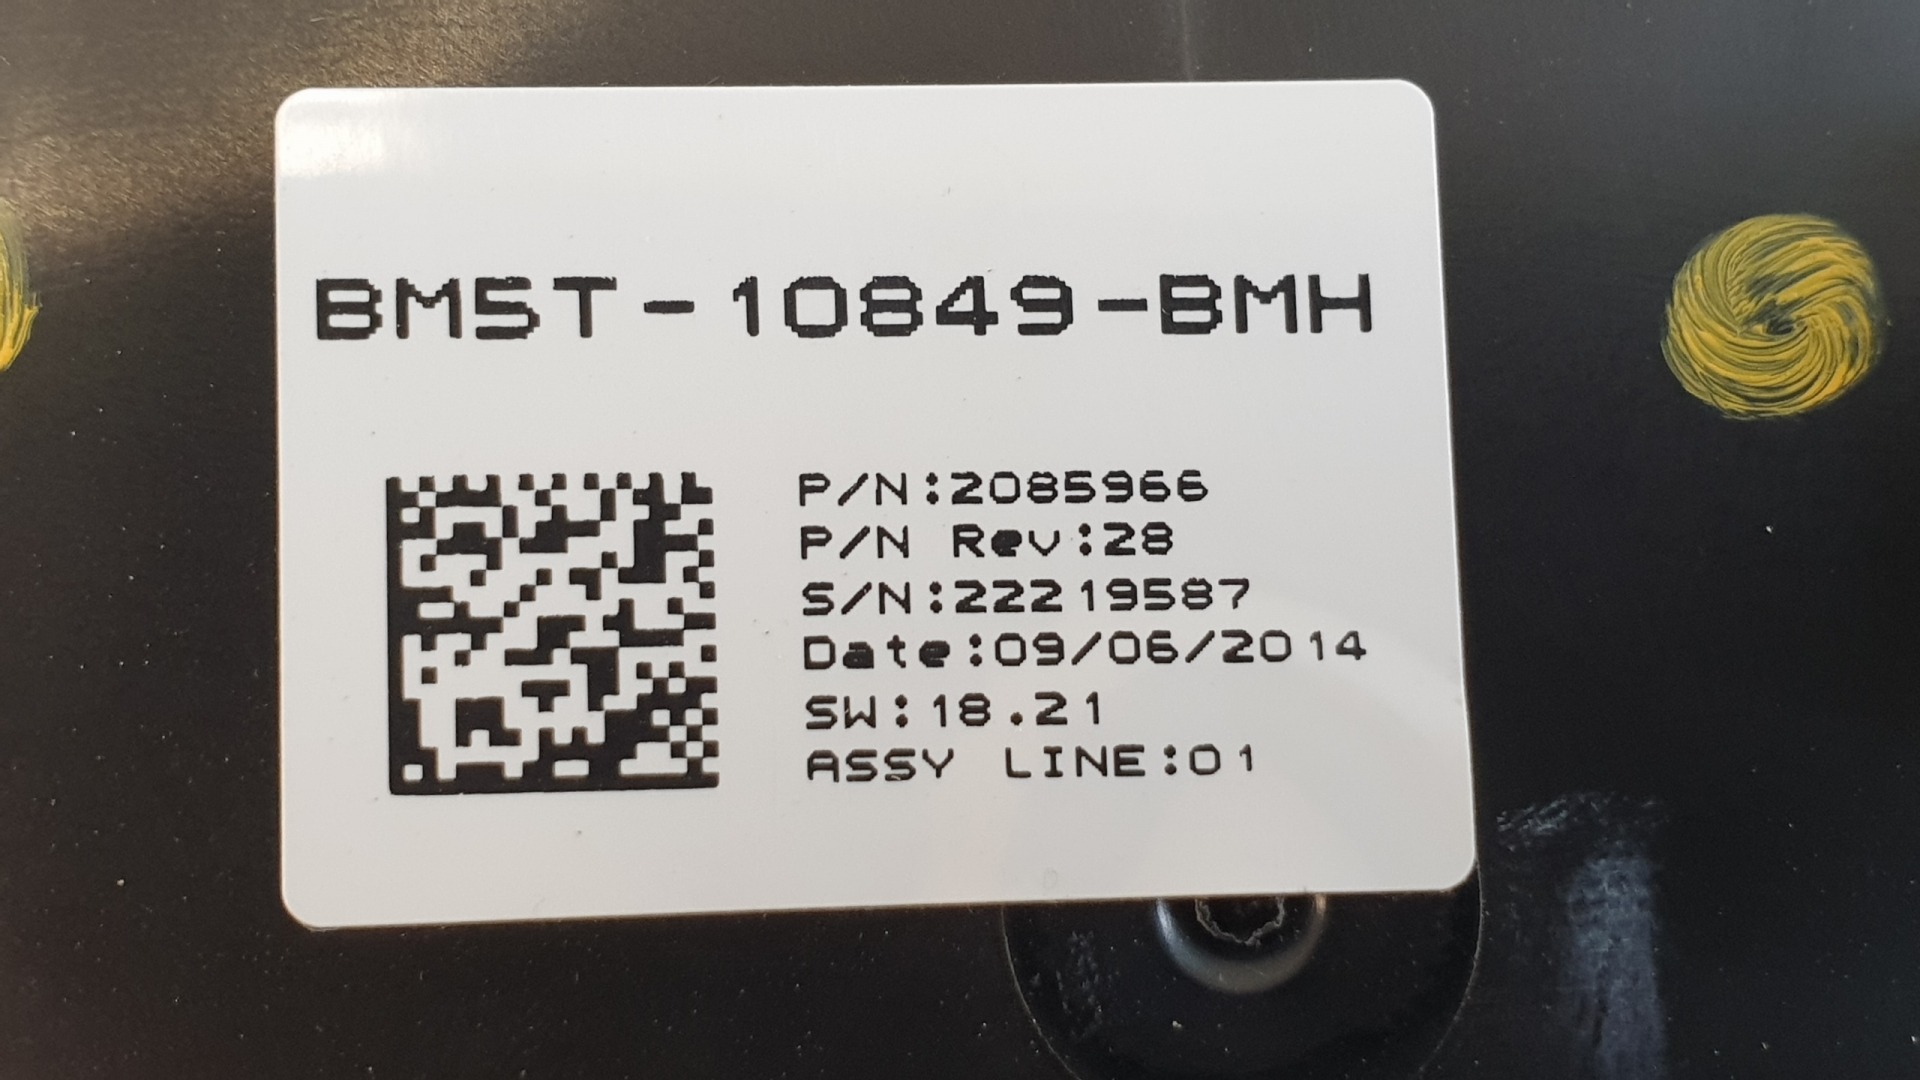 BM5T-10849-BMH
P/N:2085966
P/N Rev:28
S/N:22219587
Date:09/06/2014
SW:18.21
ASSY LINE:01